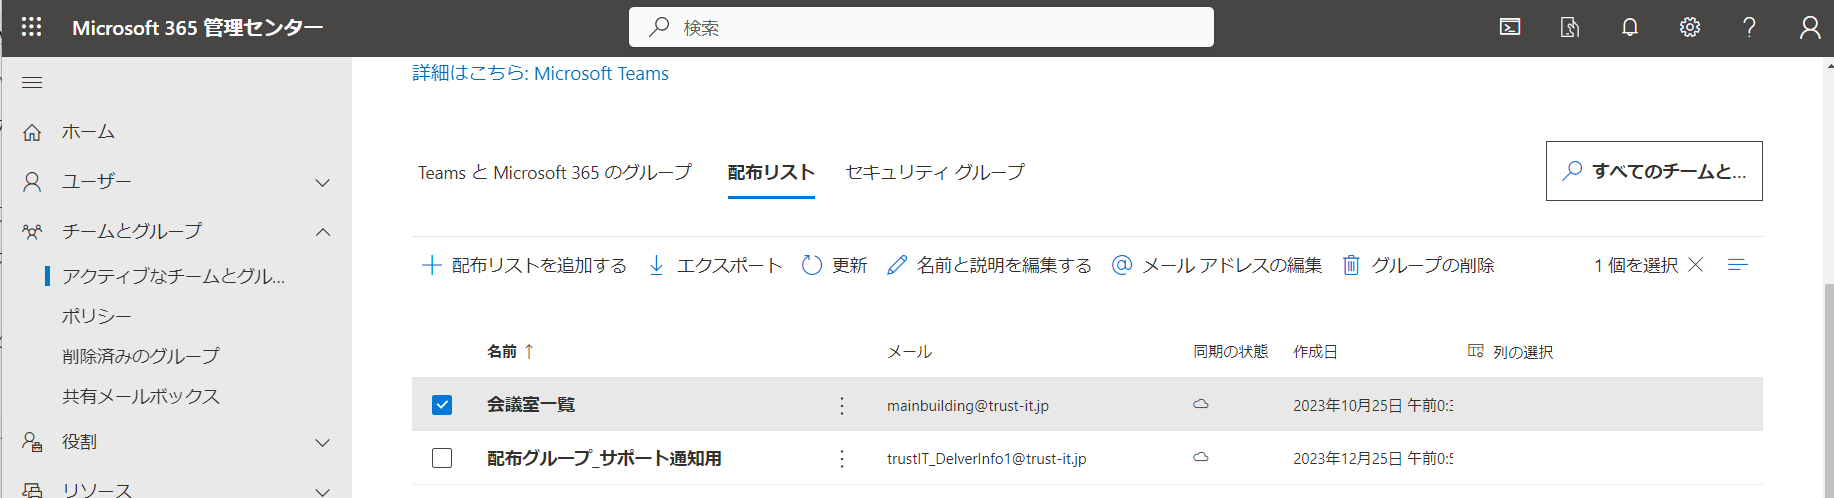 Microsoft 365 管理センター
検索
詳細はこちら: Microsoft Teams
ホーム
ユーザー
チームとグループ
アクティブなチームとグル...
ポリシー
削除済みのグループ
共有メールボックス
役割
リソース
Teams と Microsoft 365 のグループ
配布リスト
セキュリティ グループ
すべてのチームと...
配布リストを追加する
エクスポート
更新
名前と説明を編集する
メール アドレスの編集
グループの削除
1 個を選択
名前 ↑ メール 同期の状態 作成日 列の選択
会議室一覧 mainbuilding@trust-it.jp 2023年10月25日 午前0:3
配布グループ_サポート通知用 trustIT_DelverInfo1@trust-it.jp 2023年12月25日 午前0:5